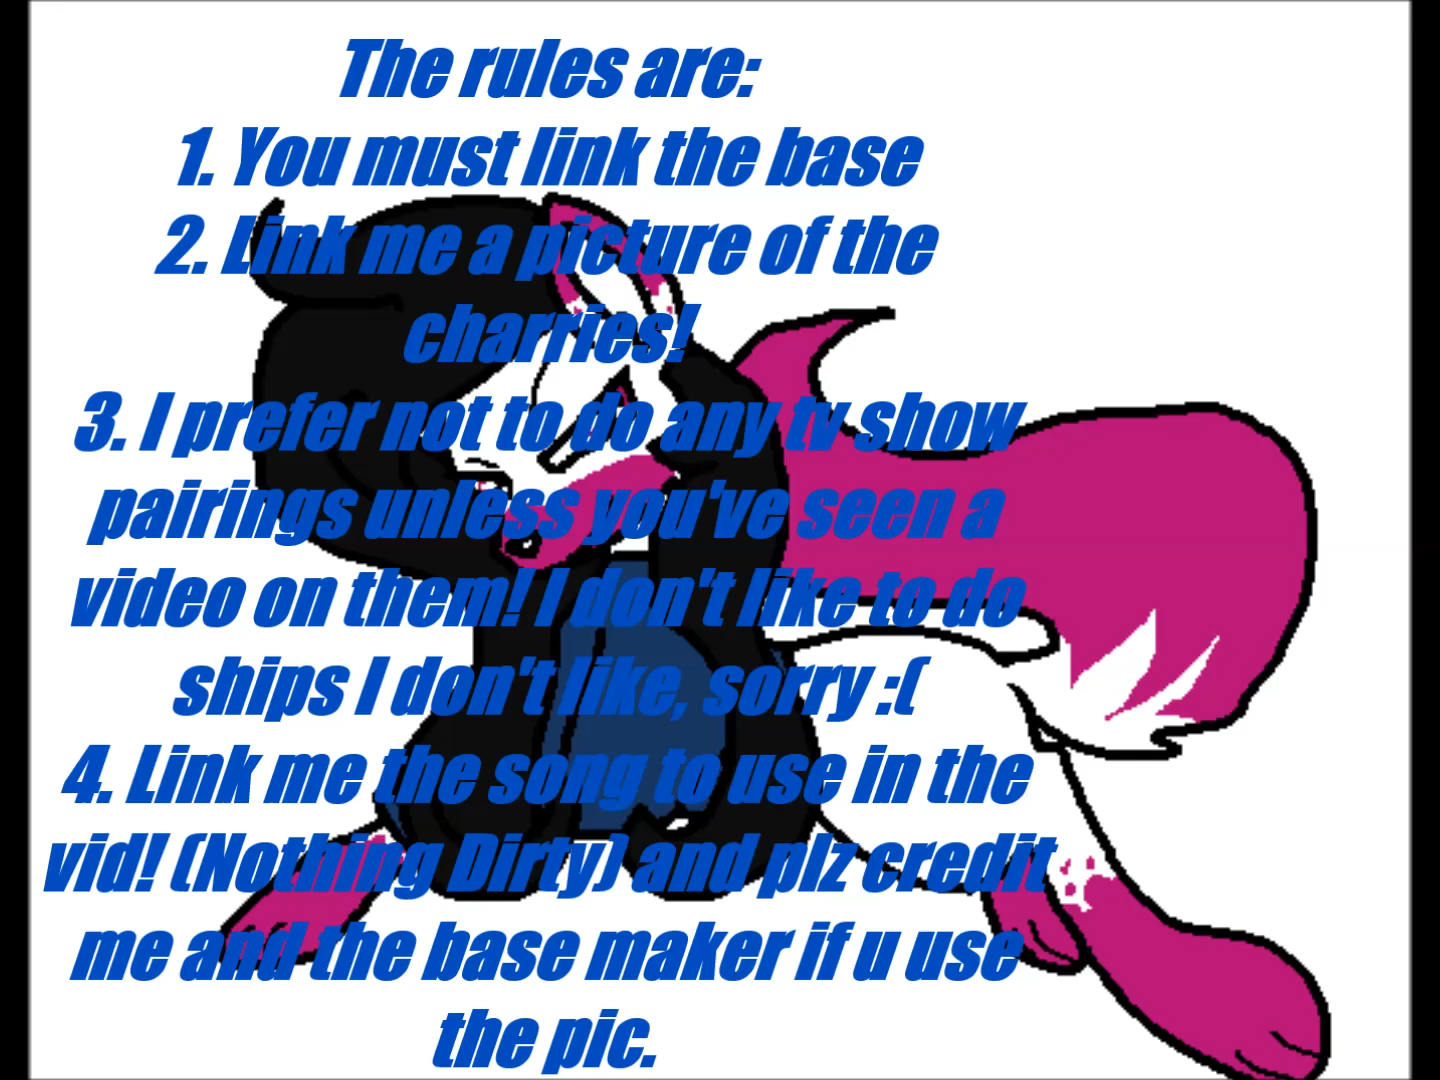 The rules are:
1. You must link the base
2. Link me a picture of the
charries!
3. I prefer not to do any tv show
pairings unless you've seen a
video on them! I don't like to do
ships I don't like, sorry :(
4. Link me the song to use in the
vid! (Nothing Dirty) and plz credit
me and the base maker if u use
the pic.